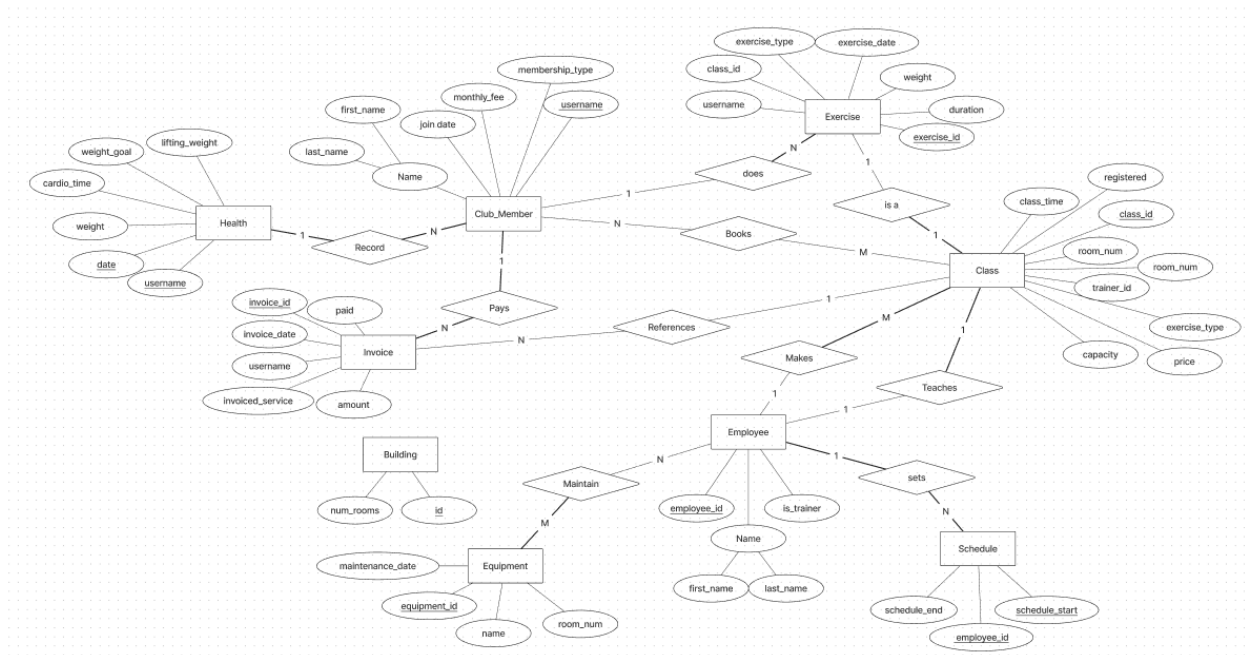 exercise_type
exercise_date
membership_type
class_id
weight
monthly_fee
username
username
duration
first_name
Exercise
join date
exercise_id
lifting_weight
N
last_name
weight_goal
1
does
Name
registered
cardio_time
1
class_time
is a
class_id
Health
Club_Member
N
Books
weight
1
N
1
Record
M
room_num
date
1
Class
room_num
username
trainer_id
invoice_id
paid
Pays
1
M
exercise_type
invoice_date
N
References
1
N
Invoice
Makes
capacity
price
username
invoiced_service
amount
Teaches
1
1
Employee
Building
N
1
sets
Maintain
num_rooms
id
employee_id
is_trainer
N
M
Name
Schedule
maintenance_date
Equipment
first_name
last_name
equipment_id
schedule_end
schedule_start
name
room_num
employee_id